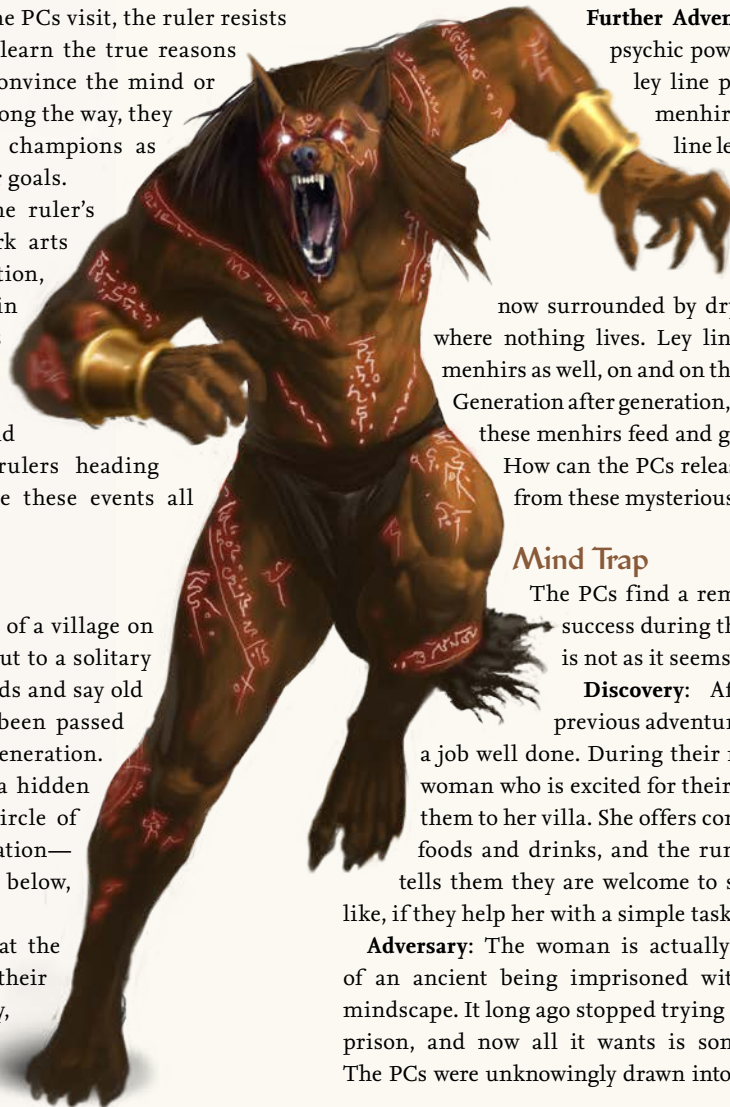 he PCs visit, the ruler resists
learn the true reasons
onvince the mind or
ong the way, they
champions as
goals.
he ruler's
rk arts
tion,
in
d
rulers heading
e these events all
of a village on
ut to a solitary
ds and say old
been passed
eneration.
a hidden
ircle of
ation—
below,
at the
their
y,
Further Adven
psychic pow
ley line p
menhir
line le
now surrounded by dr
where nothing lives. Ley lin
menhirs as well, on and on th
Generation after generation,
these menhirs feed and g
How can the PCs relea
from these mysterious
Mind Trap
The PCs find a rem
success during th
is not as it seems
Discovery: Af
previous adventu
a job well done. During their
woman who is excited for their
them to her villa. She offers co
foods and drinks, and the ru
tells them they are welcome to s
like, if they help her with a simple task
Adversary: The woman is actually
of an ancient being imprisoned wit
mindscape. It long ago stopped trying
prison, and now all it wants is so
The PCs were unknowingly drawn into